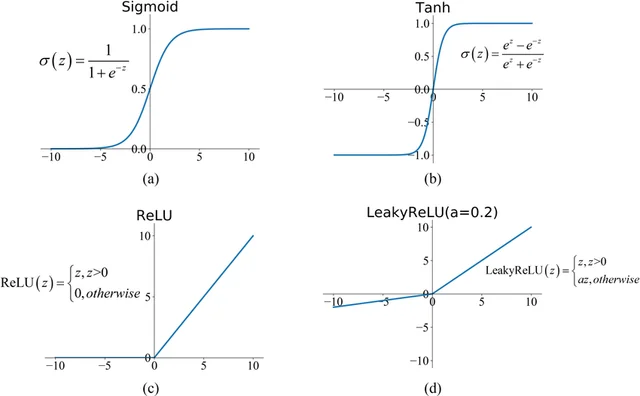 Sigmoid
σ(z) = 1 / (1 + e^{-z})
1.0
0.5
0.0
−10 −5 0 5 10
(a)
Tanh
σ(z) = (e^z − e^{-z}) / (e^z + e^{-z})
1.0
0.5
0.0
−0.5
−1.0
−10 −5 0 5 10
(b)
ReLU
ReLU(z) = { z, z>0
0, otherwise
10
5
0
−10 −5 0 5 10
(c)
LeakyReLU(a=0.2)
LeakyReLU(z) = { z, z>0
az, otherwise
10
5
0
−5
−10
−10 −5 0 5 10
(d)